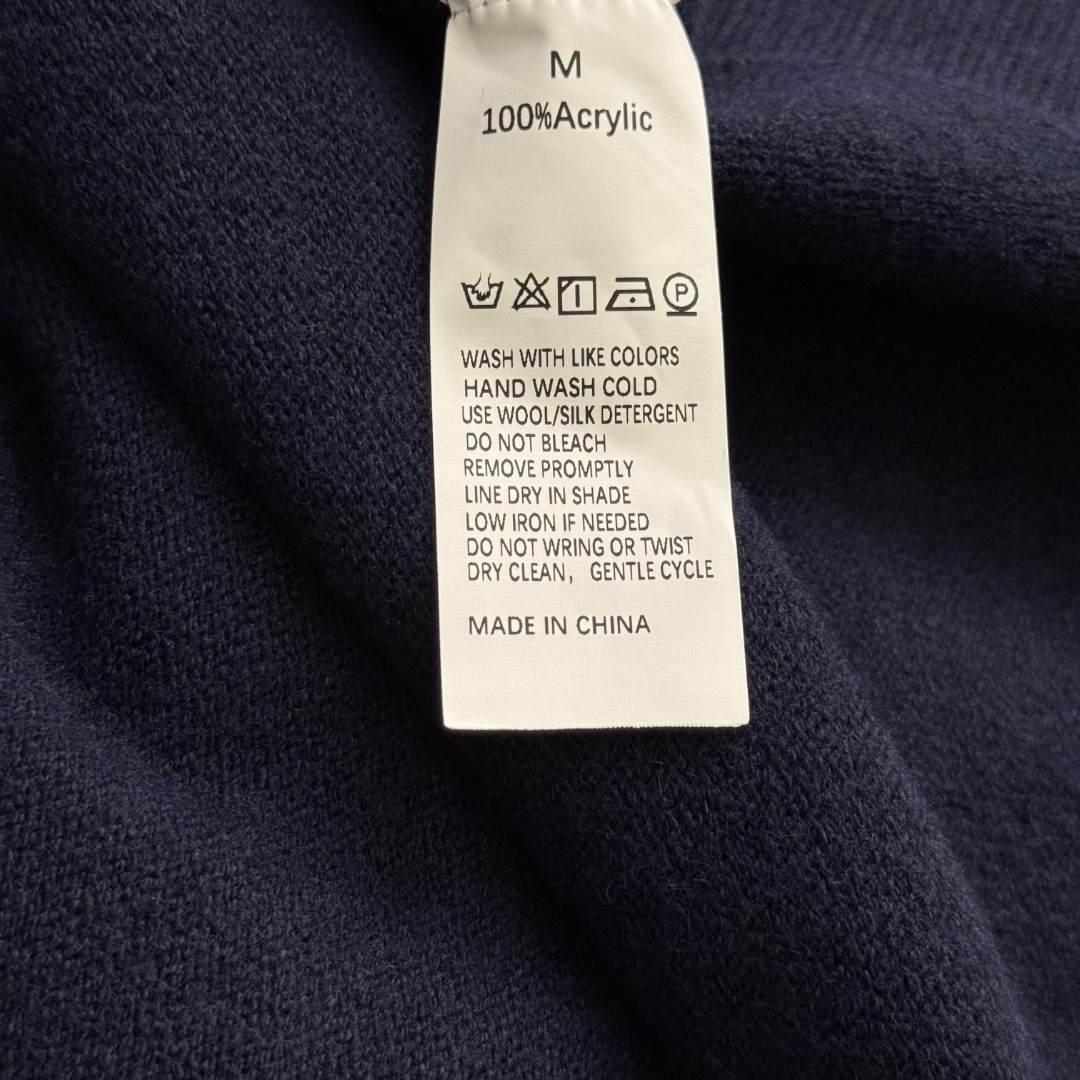 M
100%Acrylic
P
WASH WITH LIKE COLORS
HAND WASH COLD
USE WOOL/SILK DETERGENT
DO NOT BLEACH
REMOVE PROMPTLY
LINE DRY IN SHADE
LOW IRON IF NEEDED
DO NOT WRING OR TWIST
DRY CLEAN, GENTLE CYCLE
MADE IN CHINA